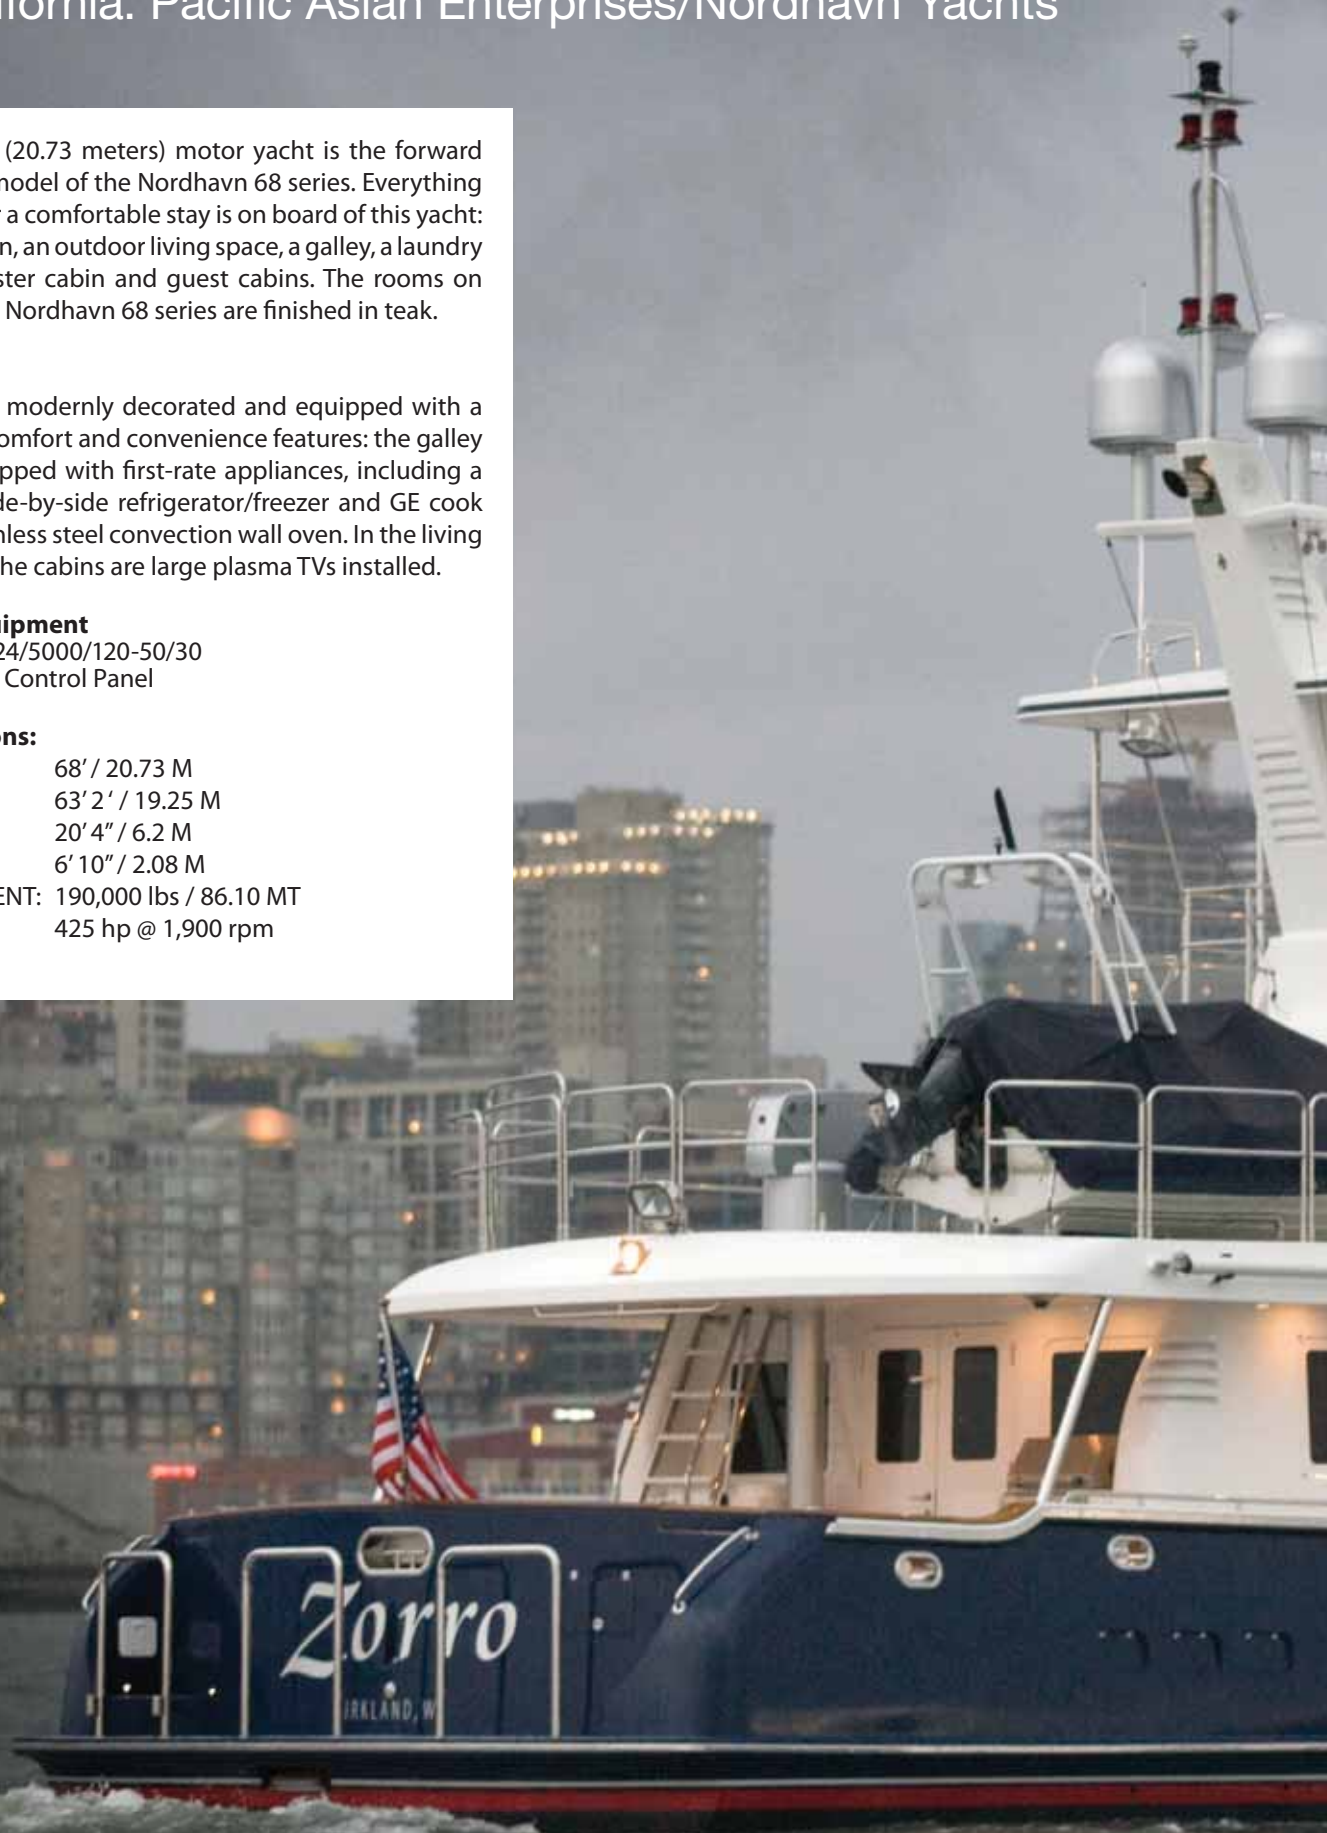 ifornia. Pacific Asian Enterprises/Nordhavn Yachts
(20.73 meters) motor yacht is the forward
model of the Nordhavn 68 series. Everything
r a comfortable stay is on board of this yacht:
n, an outdoor living space, a galley, a laundry
ster cabin and guest cabins. The rooms on
Nordhavn 68 series are finished in teak.
modernly decorated and equipped with a
omfort and convenience features: the galley
pped with first-rate appliances, including a
de-by-side refrigerator/freezer and GE cook
nless steel convection wall oven. In the living
he cabins are large plasma TVs installed.
uipment
24/5000/120-50/30
Control Panel
ons:
68’ / 20.73 M
63’ 2 ‘ / 19.25 M
20’ 4” / 6.2 M
6’ 10” / 2.08 M
ENT: 190,000 lbs / 86.10 MT
425 hp @ 1,900 rpm
Zorro
IRKLAND, W